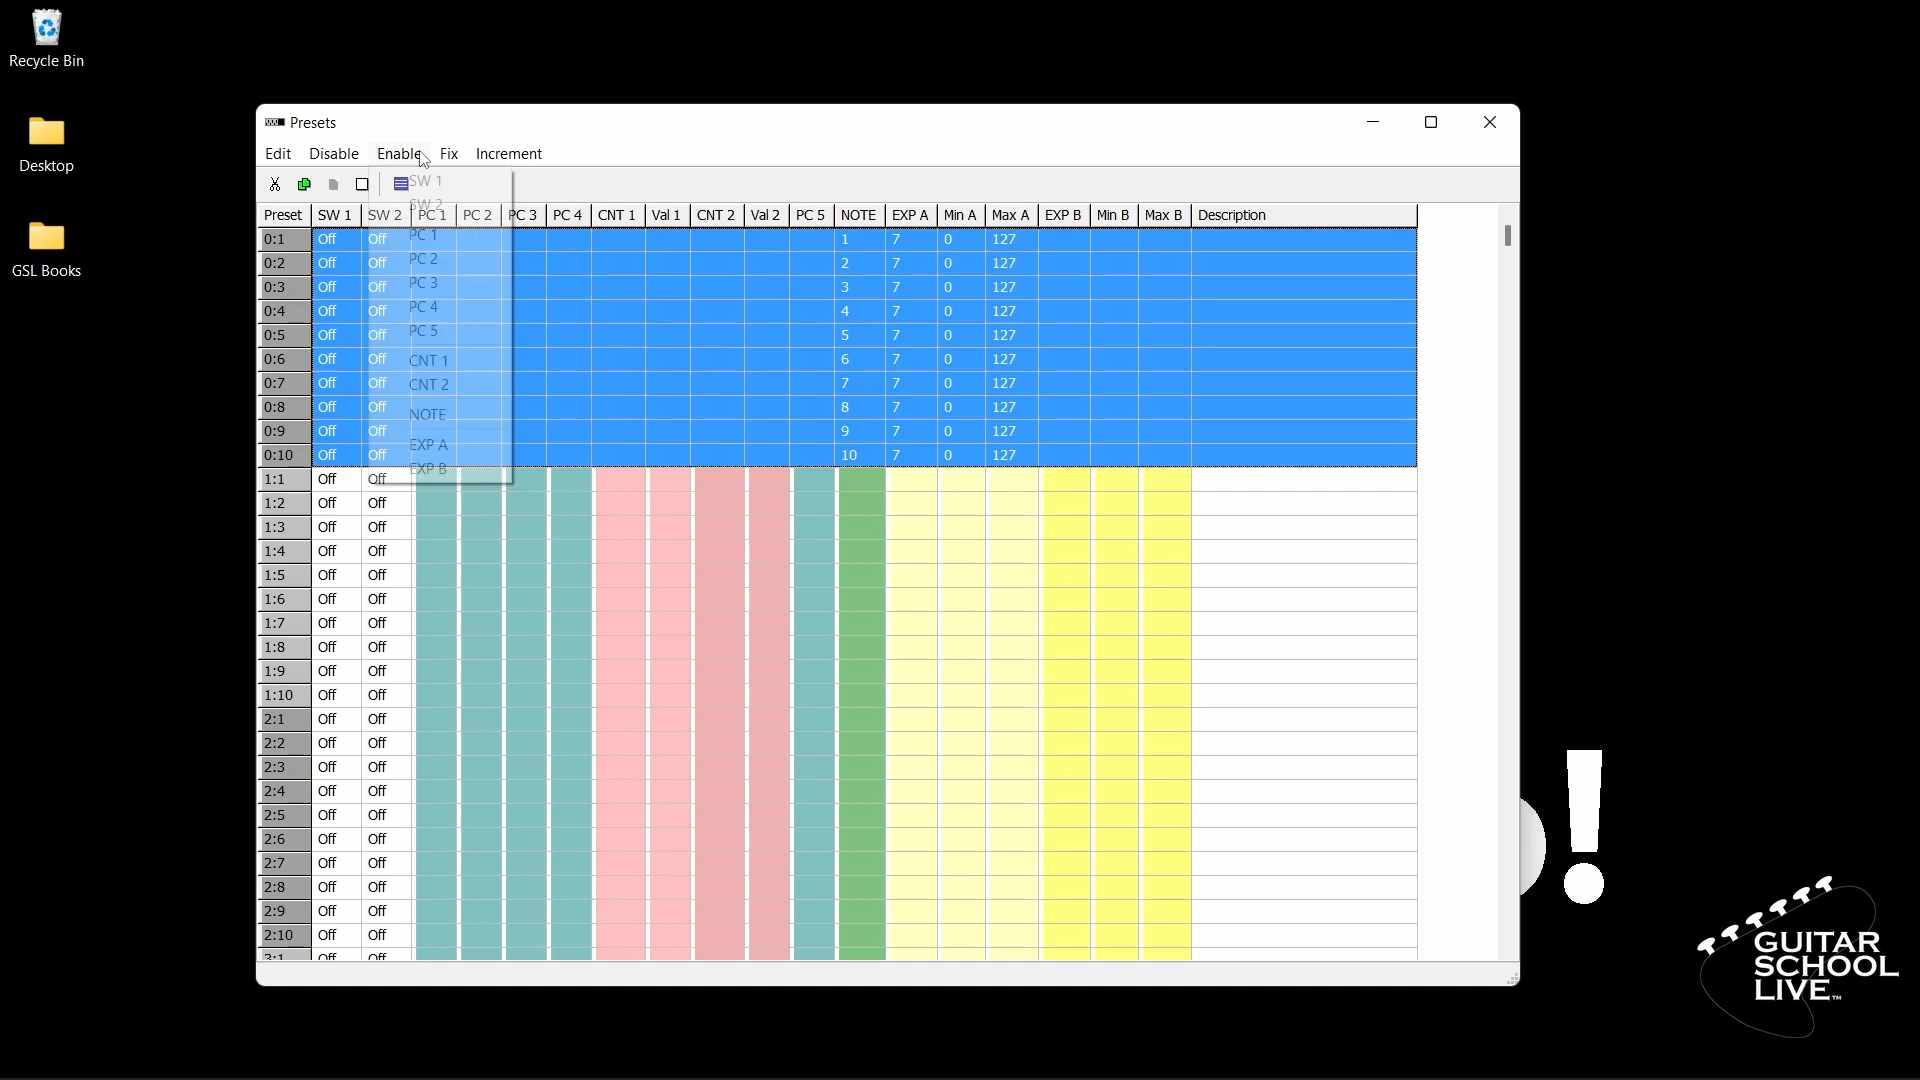 Recycle Bin
Desktop
GSL Books
Presets
Edit Disable Enable Fix Increment
SW 1
SW 2
PC 1
PC 2
PC 3
PC 4
PC 5
CNT 1
CNT 2
NOTE
EXP A
EXP B
Preset SW 1 SW 2 PC 1 PC 2 PC 3 PC 4 CNT 1 Val 1 CNT 2 Val 2 PC 5 NOTE EXP A Min A Max A EXP B Min B Max B Description
0:1 Off Off 1 7 0 127
0:2 Off Off 2 7 0 127
0:3 Off Off 3 7 0 127
0:4 Off Off 4 7 0 127
0:5 Off Off 5 7 0 127
0:6 Off Off 6 7 0 127
0:7 Off Off 7 7 0 127
0:8 Off Off 8 7 0 127
0:9 Off Off 9 7 0 127
0:10 Off Off 10 7 0 127
1:1 Off Off
1:2 Off Off
1:3 Off Off
1:4 Off Off
1:5 Off Off
1:6 Off Off
1:7 Off Off
1:8 Off Off
1:9 Off Off
1:10 Off Off
2:1 Off Off
2:2 Off Off
2:3 Off Off
2:4 Off Off
2:5 Off Off
2:6 Off Off
2:7 Off Off
2:8 Off Off
2:9 Off Off
2:10 Off Off
3:1 Off Off
!
GUITAR
SCHOOL
LIVE™